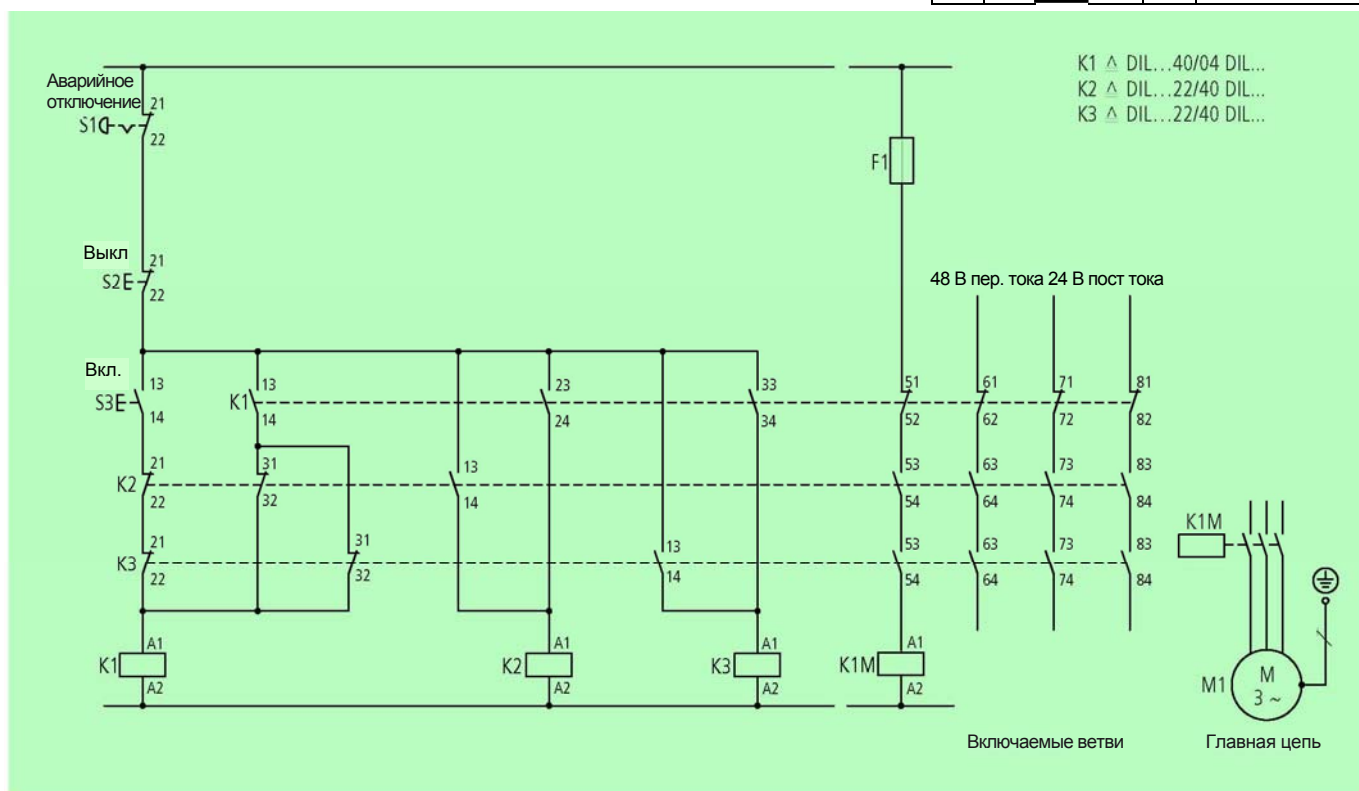 K1 ≙ DIL...40/04 DIL...
K2 ≙ DIL...22/40 DIL...
K3 ≙ DIL...22/40 DIL...
Аварийное
отключение
21
S1
22
F1
Выкл
21
S2
22
48 В пер. тока 24 В пост тока
Вкл.
13 13 23 33 51 61 71 81
S3 K1
14 14 24 34 52 62 72 82
21 31 13 53 63 73 83
K2
22 32 14 54 64 74 84
K1M
21 31 13 53 63 73 83
K3
22 32 14 54 64 74 84
A1 A1 A1 A1
K1 K2 K3 K1M
A2 A2 A2 A2
M1 M
3 ~
Включаемые ветви Главная цепь